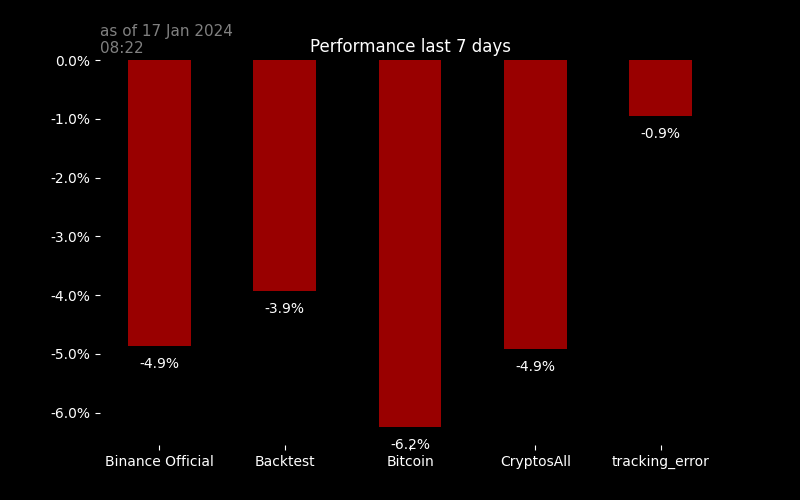 as of 17 Jan 2024
08:22
Performance last 7 days
0.0%
-1.0%
-2.0%
-3.0%
-4.0%
-5.0%
-6.0%
-4.9%
-3.9%
-6.2%
-4.9%
-0.9%
Binance Official
Backtest
Bitcoin
CryptosAll
tracking_error